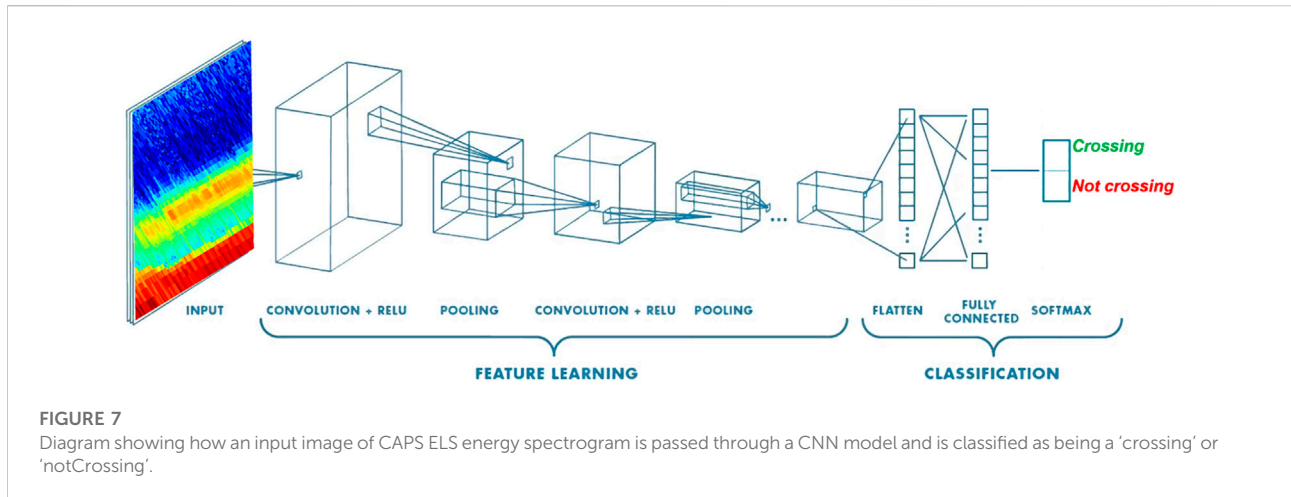 Crossing
Not crossing
...
INPUT
CONVOLUTION + RELU
POOLING
CONVOLUTION + RELU
POOLING
FLATTEN
FULLY
CONNECTED
SOFTMAX
FEATURE LEARNING
CLASSIFICATION
FIGURE 7
Diagram showing how an input image of CAPS ELS energy spectrogram is passed through a CNN model and is classified as being a ‘crossing’ or
‘notCrossing’.